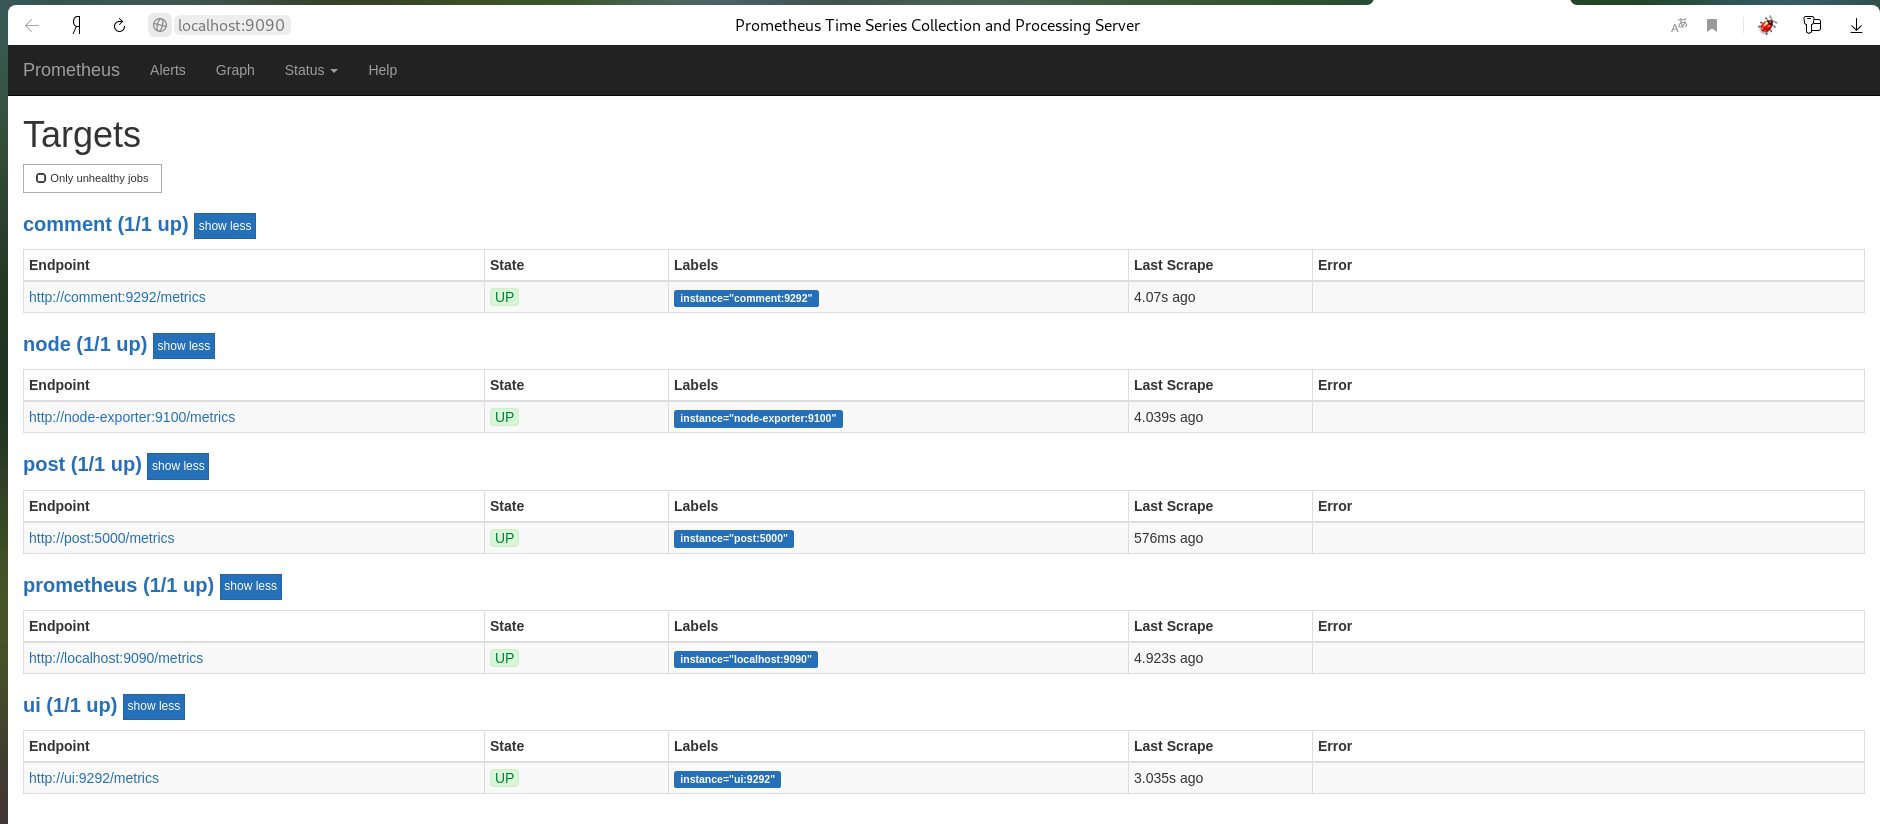 localhost:9090 Prometheus Time Series Collection and Processing Server
Prometheus Alerts Graph Status Help
Targets
Only unhealthy jobs
comment (1/1 up) show less
Endpoint State Labels Last Scrape Error
http://comment:9292/metrics UP instance="comment:9292" 4.07s ago
node (1/1 up) show less
Endpoint State Labels Last Scrape Error
http://node-exporter:9100/metrics UP instance="node-exporter:9100" 4.039s ago
post (1/1 up) show less
Endpoint State Labels Last Scrape Error
http://post:5000/metrics UP instance="post:5000" 576ms ago
prometheus (1/1 up) show less
Endpoint State Labels Last Scrape Error
http://localhost:9090/metrics UP instance="localhost:9090" 4.923s ago
ui (1/1 up) show less
Endpoint State Labels Last Scrape Error
http://ui:9292/metrics UP instance="ui:9292" 3.035s ago